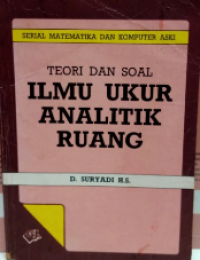 SERIAL MATEMATIKA DAN KOMPUTER ASKI
TEORI DAN SOAL
ILMU UKUR
ANALITIK
RUANG
D. SURYADI H.S.